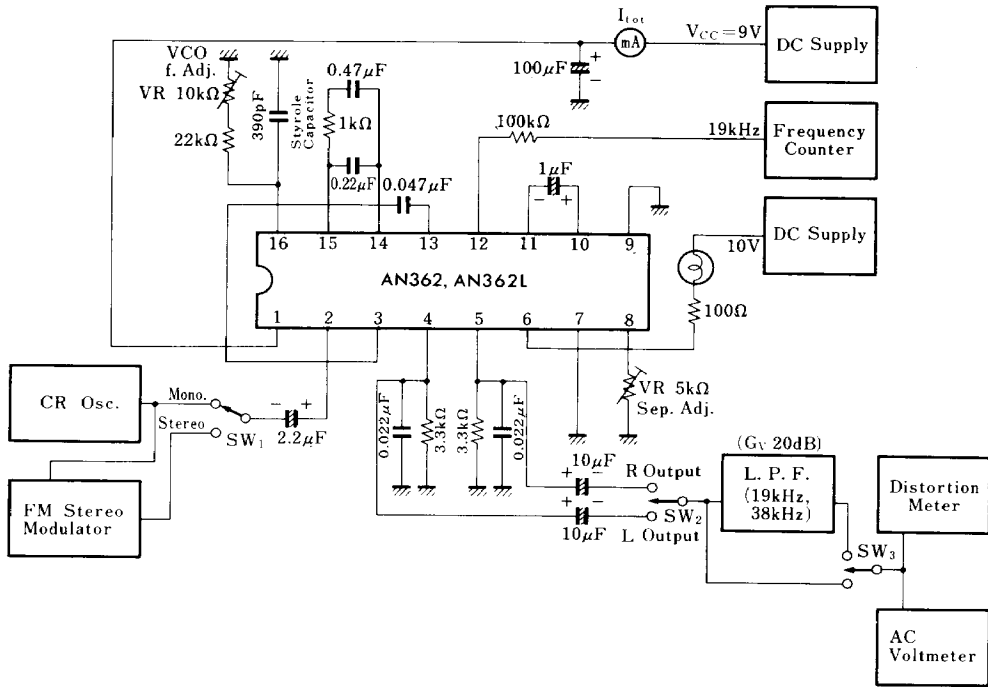 I_tot
mA
V_CC=9V
DC Supply
VCO
f. Adj.
VR 10kΩ
22kΩ
390pF
Styrole
Capacitor
0.47μF
1kΩ
0.22μF
0.047μF
100μF
+
−
100kΩ
19kHz
Frequency
Counter
1μF
− +
10V
DC Supply
100Ω
16 15 14 13 12 11 10 9
AN362, AN362L
1 2 3 4 5 6 7 8
CR Osc.
Mono.
Stereo
SW₁
− +
2.2μF
FM Stereo
Modulator
0.022μF
3.3kΩ
3.3kΩ
0.022μF
VR 5kΩ
Sep. Adj.
10μF
+ −
R Output
+ −
10μF
SW₂
L Output
(G_V 20dB)
L. P. F.
(19kHz,
38kHz)
Distortion
Meter
SW₃
AC
Voltmeter